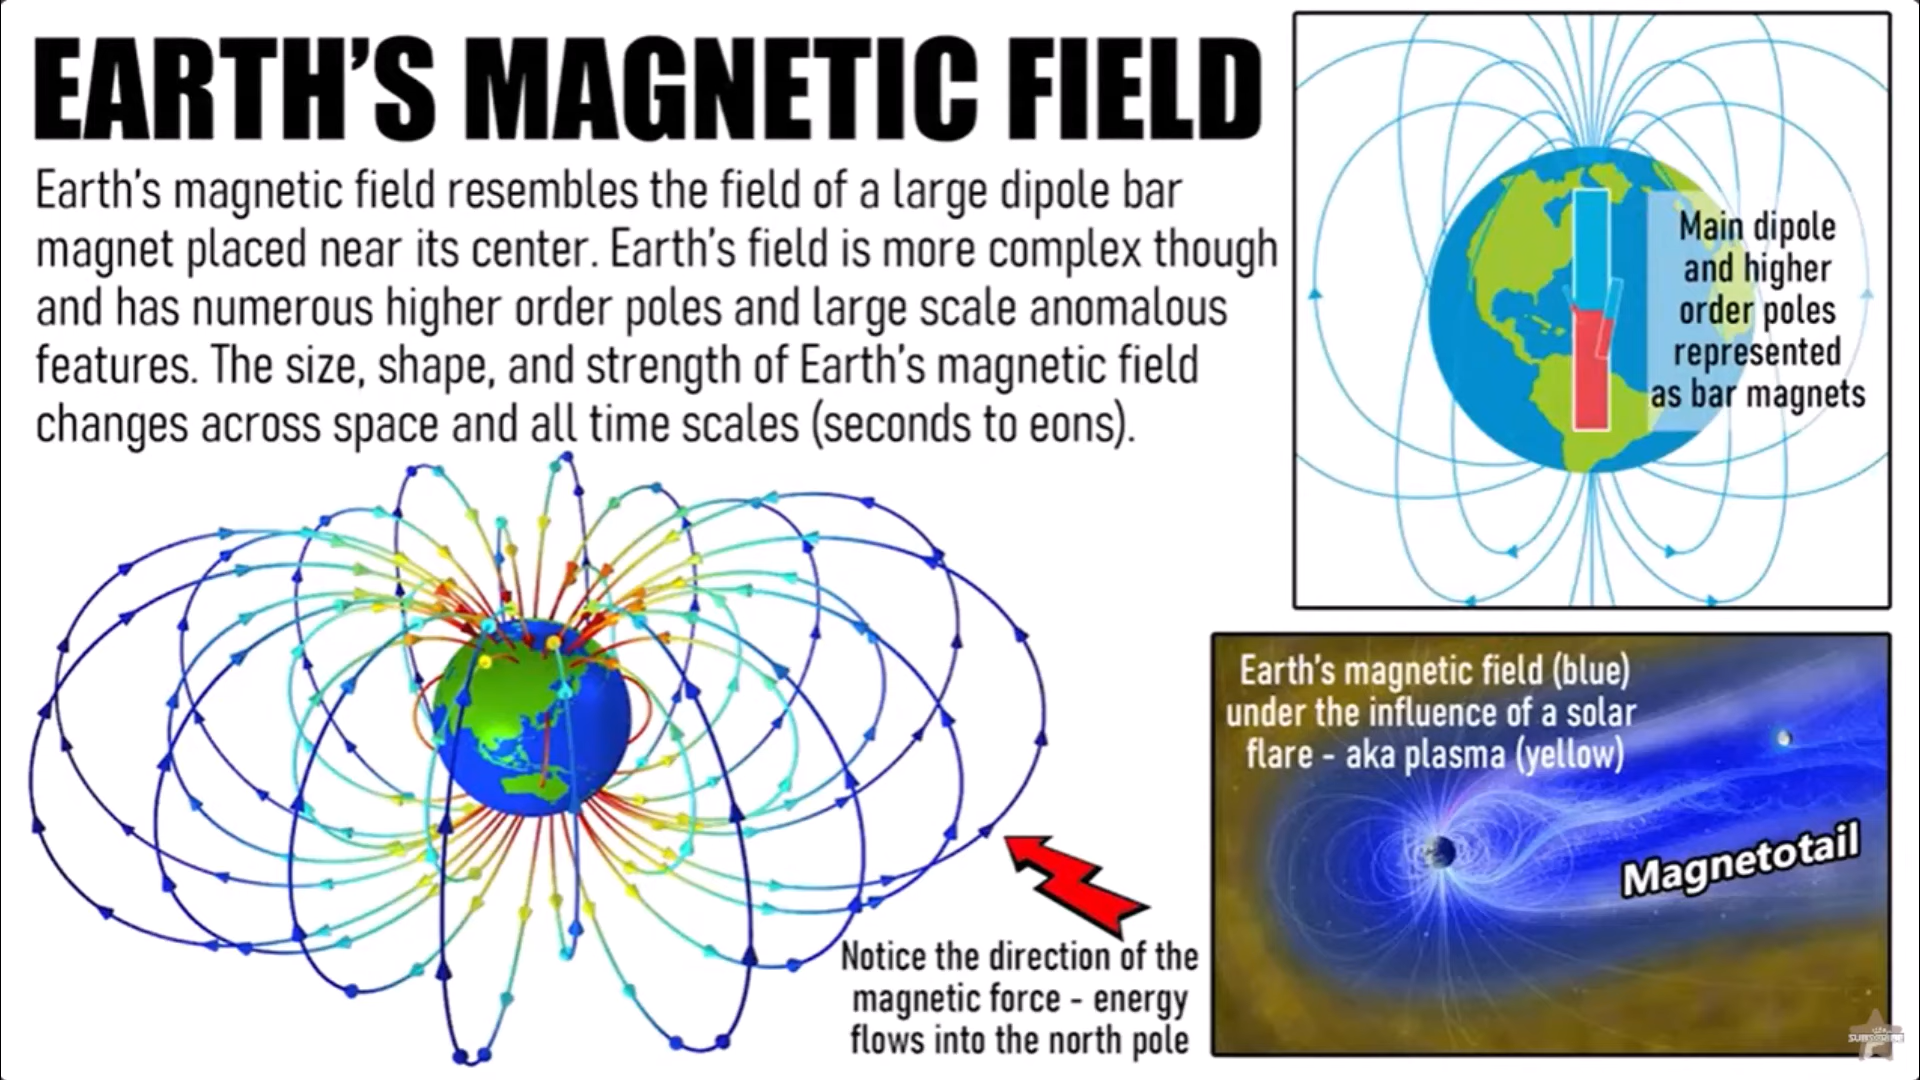 EARTH'S MAGNETIC FIELD
Earth's magnetic field resembles the field of a large dipole bar
magnet placed near its center. Earth's field is more complex though
and has numerous higher order poles and large scale anomalous
features. The size, shape, and strength of Earth's magnetic field
changes across space and all time scales (seconds to eons).
Main dipole
and higher
order poles
represented
as bar magnets
Notice the direction of the
magnetic force - energy
flows into the north pole
Earth's magnetic field (blue)
under the influence of a solar
flare - aka plasma (yellow)
Magnetotail
SUBSCRIBE